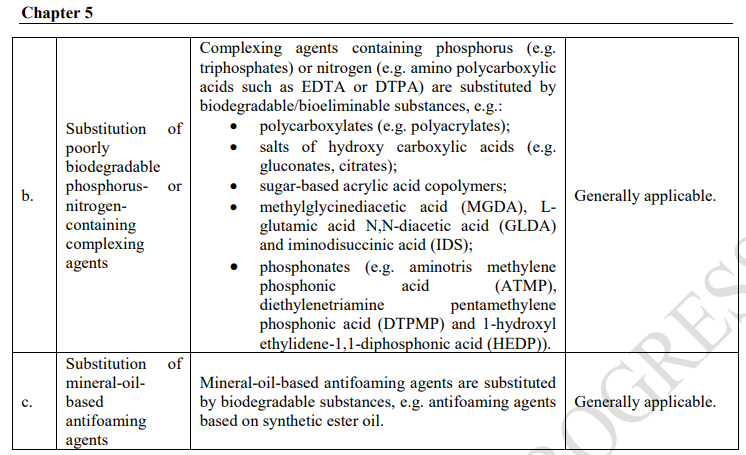 Chapter 5
b.
Substitution of
poorly
biodegradable
phosphorus- or
nitrogen-
containing
complexing
agents
Complexing agents containing phosphorus (e.g.
triphosphates) or nitrogen (e.g. amino polycarboxylic
acids such as EDTA or DTPA) are substituted by
biodegradable/bioeliminable substances, e.g.:
• polycarboxylates (e.g. polyacrylates);
• salts of hydroxy carboxylic acids (e.g.
gluconates, citrates);
• sugar-based acrylic acid copolymers;
• methylglycinediacetic acid (MGDA), L-
glutamic acid N,N-diacetic acid (GLDA)
and iminodisuccinic acid (IDS);
• phosphonates (e.g. aminotris methylene
phosphonic acid (ATMP),
diethylenetriamine pentamethylene
phosphonic acid (DTPMP) and 1-hydroxyl
ethylidene-1,1-diphosphonic acid (HEDP)).
Generally applicable.
c.
Substitution of
mineral-oil-
based
antifoaming
agents
Mineral-oil-based antifoaming agents are substituted
by biodegradable substances, e.g. antifoaming agents
based on synthetic ester oil.
Generally applicable.
PROGRESS